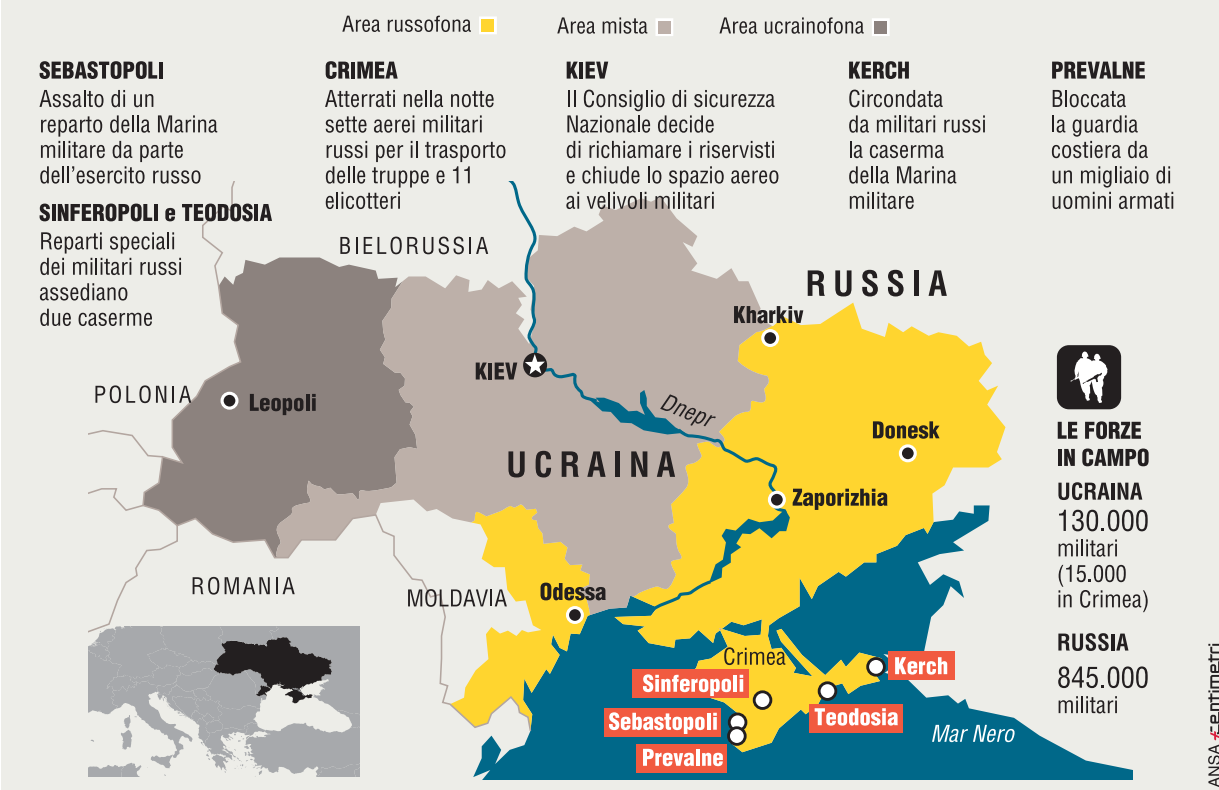 Area russofona
Area mista
Area ucrainofona
SEBASTOPOLI
Assalto di un
reparto della Marina
militare da parte
dell'esercito russo
SINFEROPOLI e TEODOSIA
Reparti speciali
dei militari russi
assediano
due caserme
CRIMEA
Atterrati nella notte
sette aerei militari
russi per il trasporto
delle truppe e 11
elicotteri
KIEV
Il Consiglio di sicurezza
Nazionale decide
di richiamare i riservisti
e chiude lo spazio aereo
ai velivoli militari
KERCH
Circondata
da militari russi
la caserma
della Marina
militare
PREVALNE
Bloccata
la guardia
costiera da
un migliaio di
uomini armati
BIELORUSSIA
RUSSIA
Kharkiv
KIEV
POLONIA
Leopoli
Dnepr
Donesk
UCRAINA
Zaporizhia
ROMANIA
MOLDAVIA
Odessa
Crimea
Kerch
Sinferopoli
Teodosia
Sebastopoli
Prevalne
Mar Nero
LE FORZE
IN CAMPO
UCRAINA
130.000
militari
(15.000
in Crimea)
RUSSIA
845.000
militari
ANSA centimetri